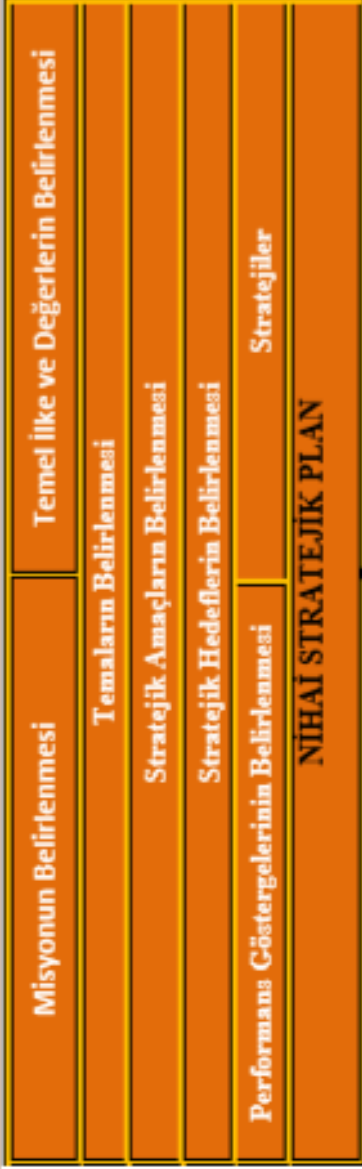 Misyonun Belirlenmesi
Temel İlke ve Değerlerin Belirlenmesi
Temaların Belirlenmesi
Stratejik Amaçların Belirlenmesi
Stratejik Hedeflerin Belirlenmesi
Performans Göstergelerinin Belirlenmesi
Stratejiler
NİHAİ STRATEJİK PLAN